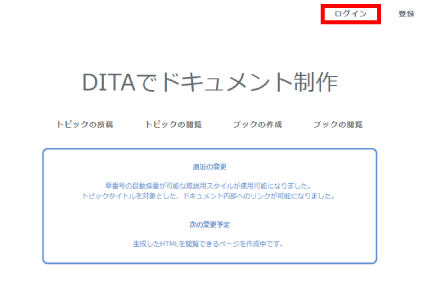 ログイン 登録
DITAでドキュメント制作
トピックの投稿 トピックの閲覧 ブックの作成 ブックの閲覧
直近の変更
章番号の自動採番が可能な取説用スタイルが使用可能になりました。
トピックタイトルを対象とした、ドキュメント内部へのリンクが可能になりました。
次の変更予定
生成したHTMLを閲覧できるページを作成中です。